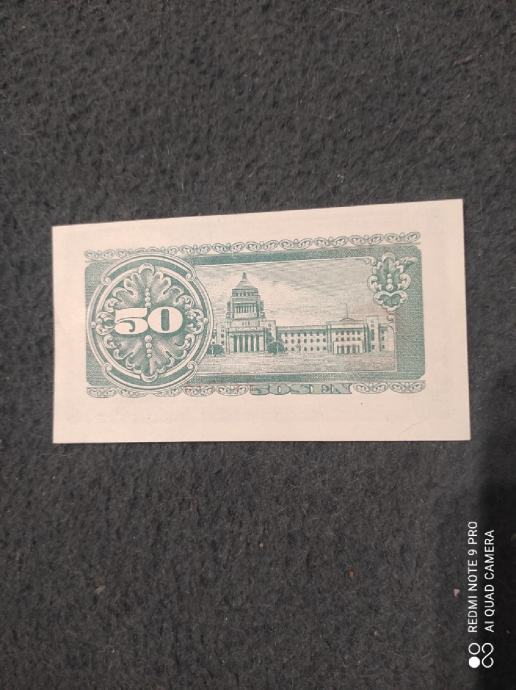 50
50 SEN
REDMI NOTE 9 PRO
AI QUAD CAMERA